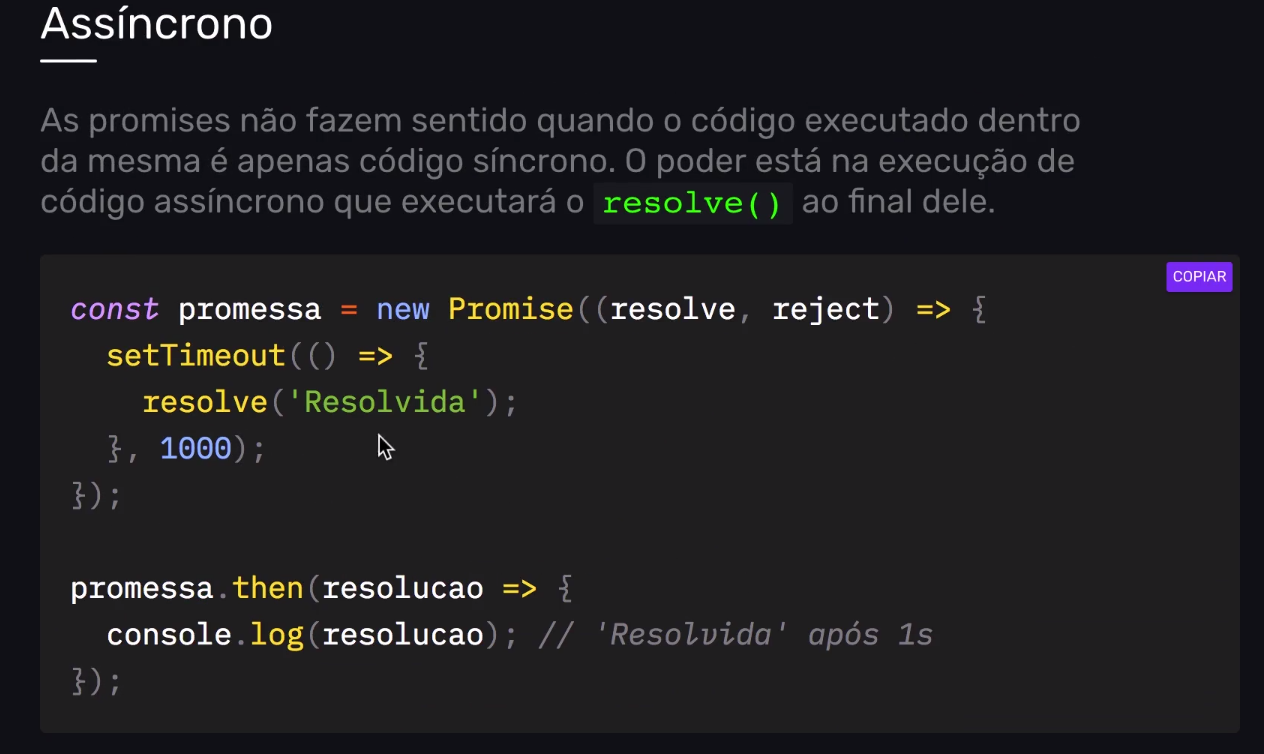 Assíncrono
As promises não fazem sentido quando o código executado dentro
da mesma é apenas código síncrono. O poder está na execução de
código assíncrono que executará o resolve() ao final dele.
COPIAR
const promessa = new Promise((resolve, reject) => {
  setTimeout(() => {
    resolve('Resolvida');
  }, 1000);
});

promessa.then(resolucao => {
  console.log(resolucao); // 'Resolvida' após 1s
});